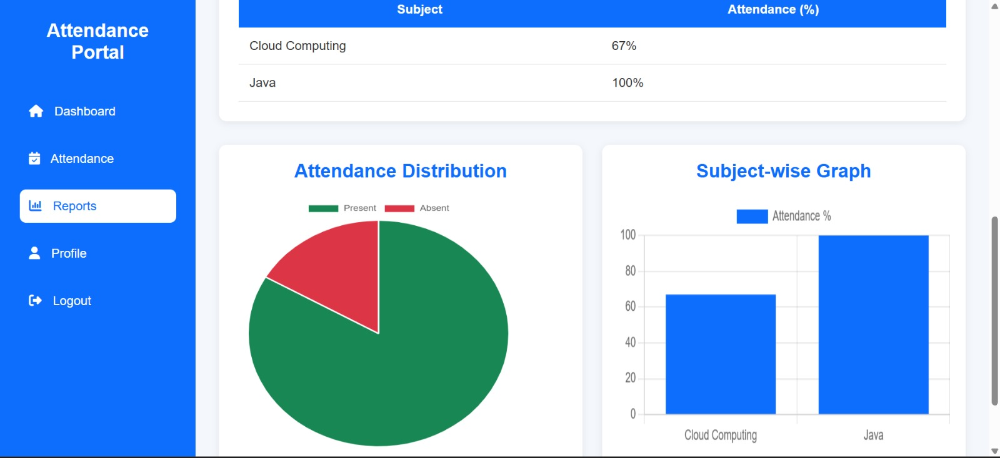 Attendance
Portal
Dashboard
Attendance
Reports
Profile
Logout
Subject Attendance (%)
Cloud Computing 67%
Java 100%
Attendance Distribution
Present Absent
Subject-wise Graph
Attendance %
100
80
60
40
20
0
Cloud Computing Java